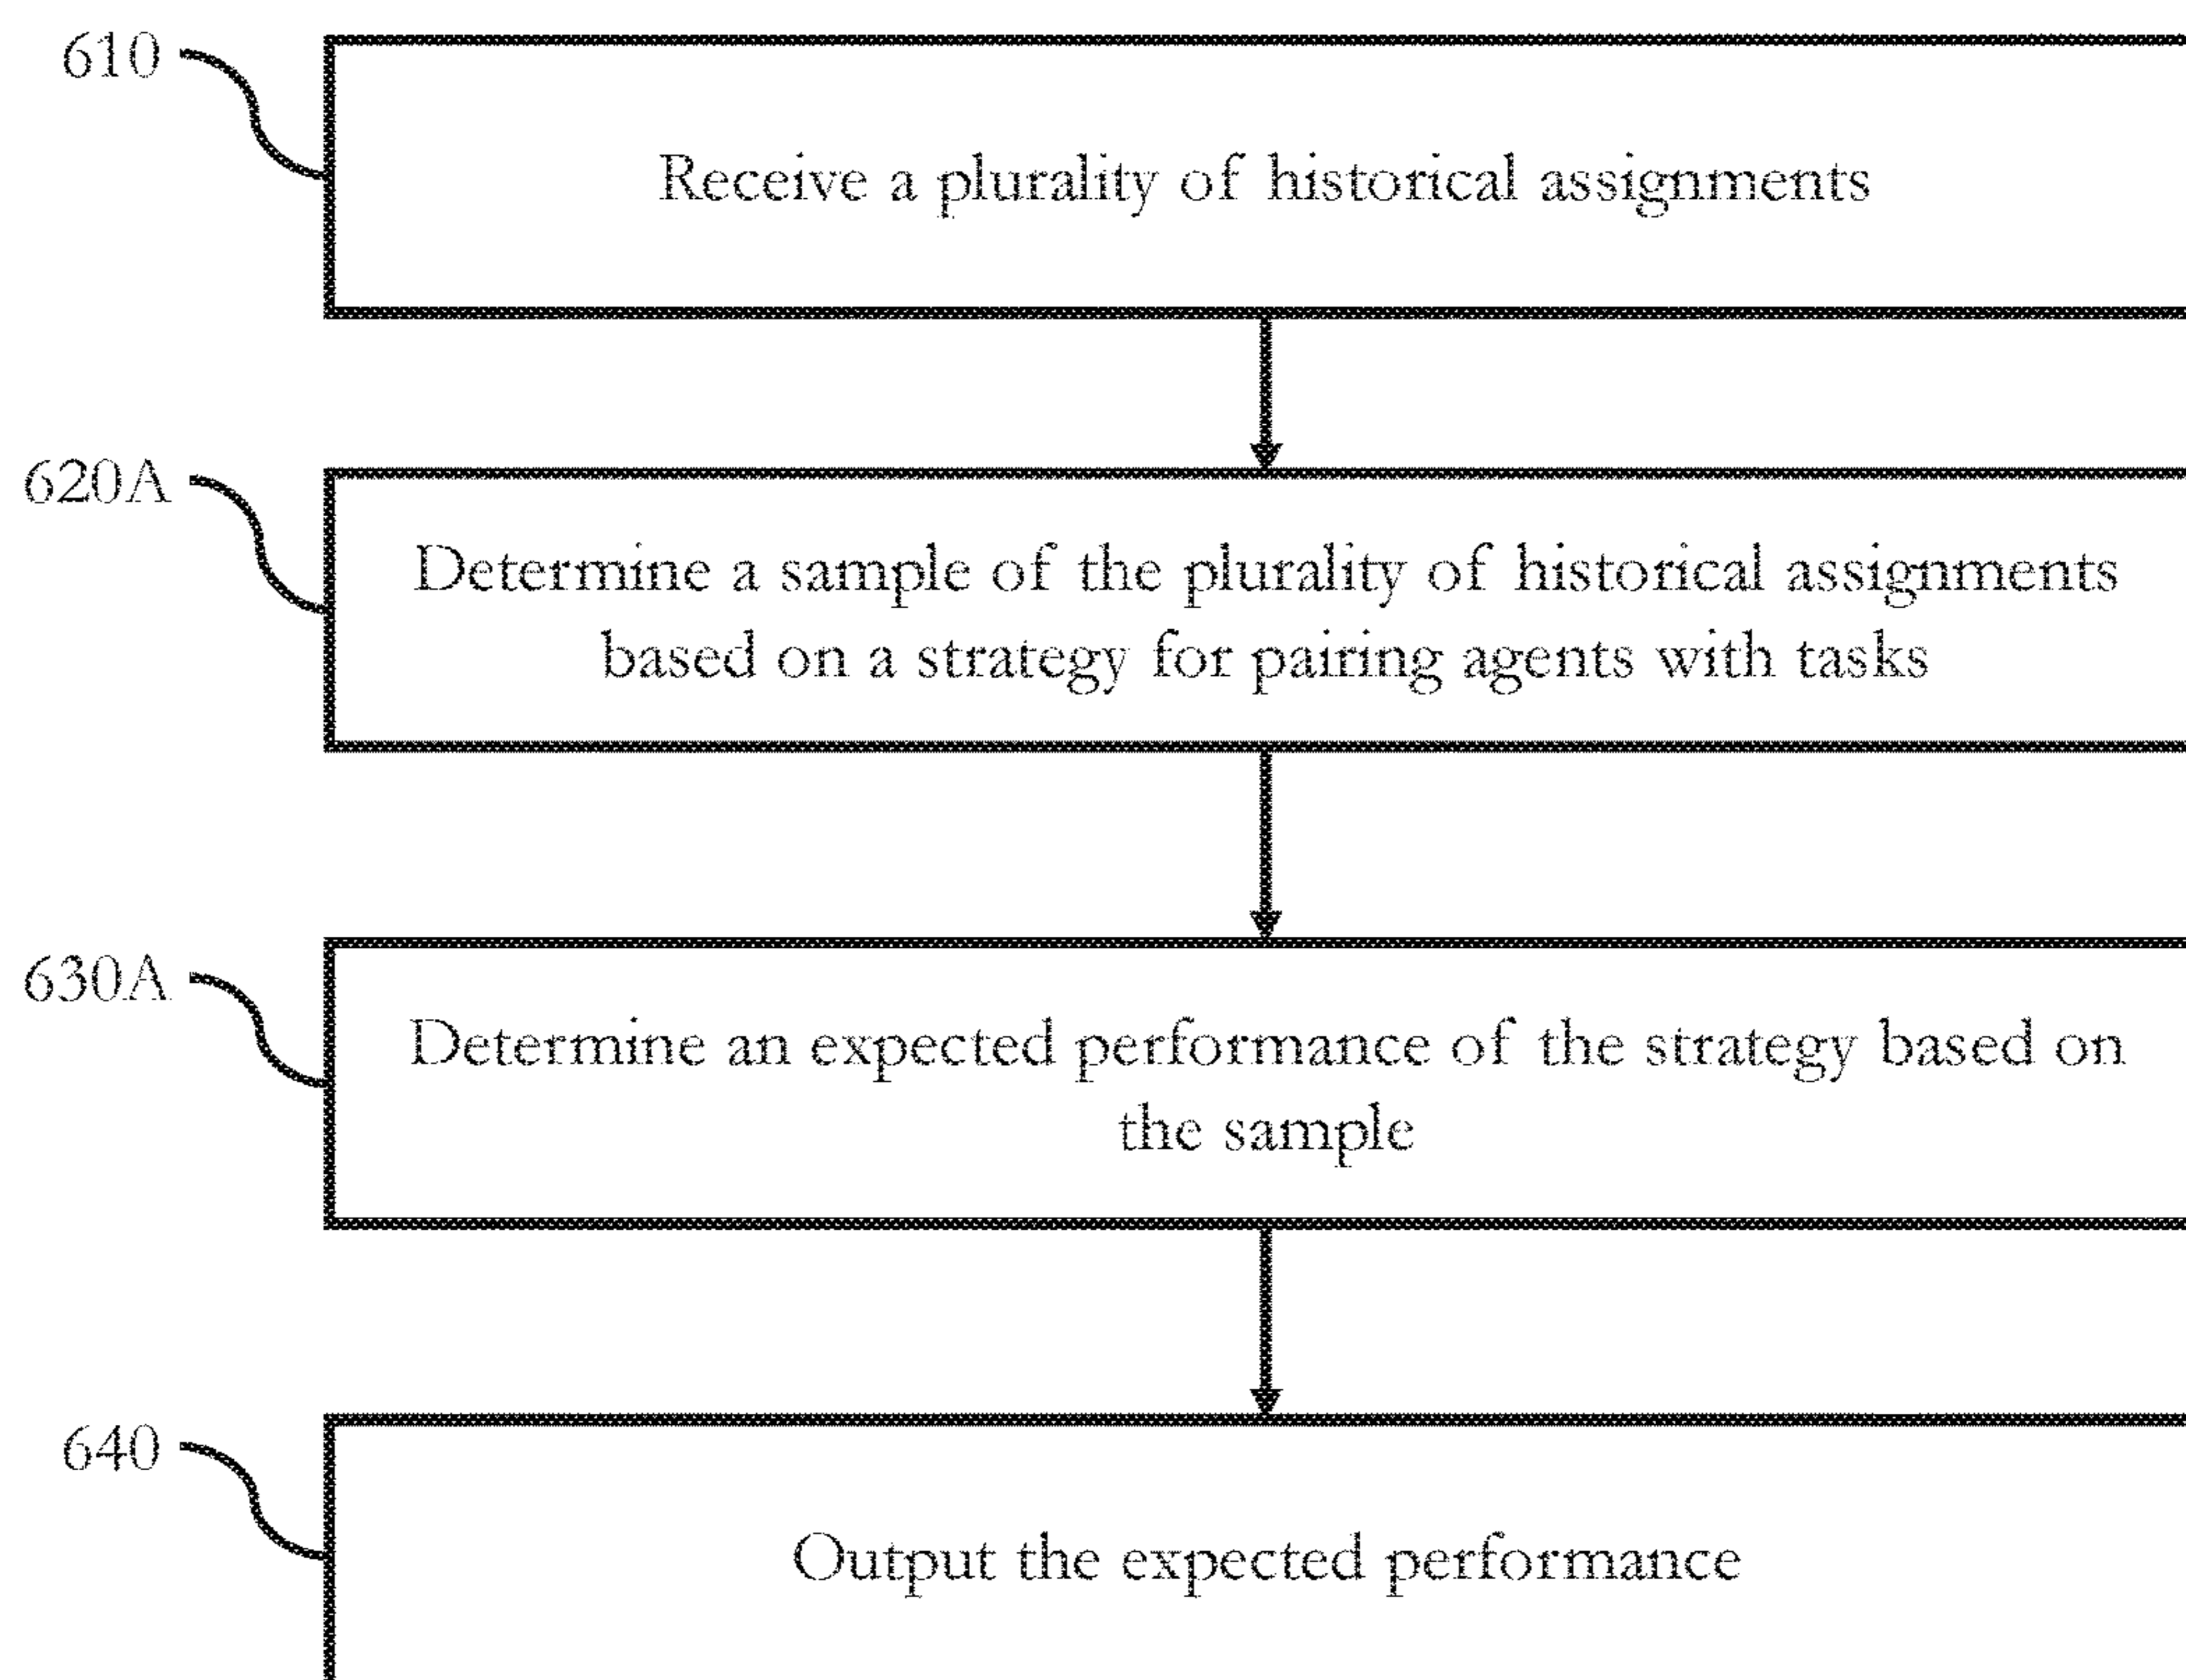 610
Receive a plurality of historical assignments
620A
Determine a sample of the plurality of historical assignments
based on a strategy for pairing agents with tasks
630A
Determine an expected performance of the strategy based on
the sample
640
Output the expected performance